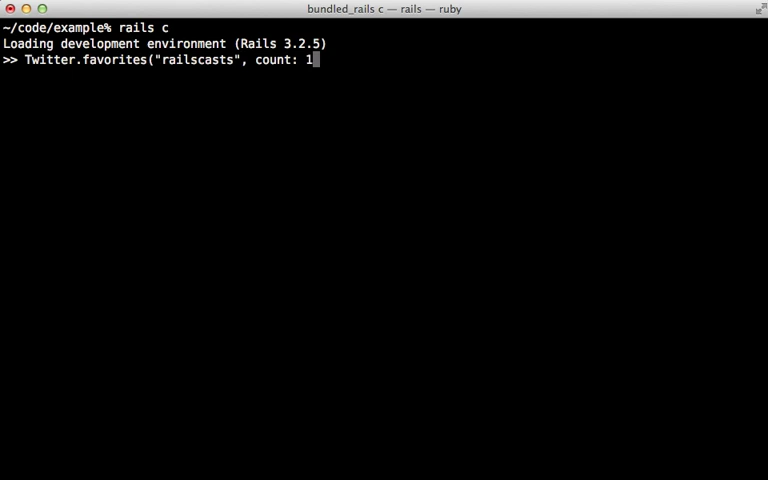 bundled_rails c — rails — ruby
~/code/example% rails c
Loading development environment (Rails 3.2.5)
>> Twitter.favorites("railscasts", count: 1